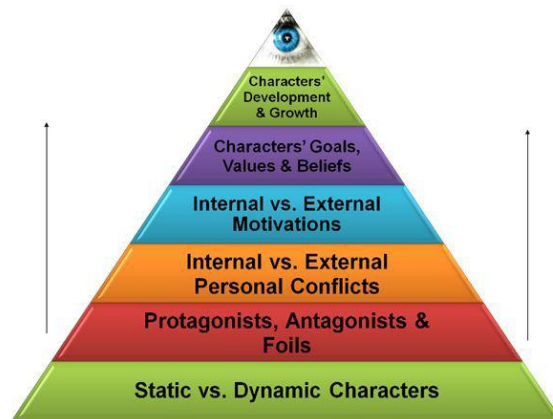 Characters'
Development
& Growth
Characters' Goals,
Values & Beliefs
Internal vs. External
Motivations
Internal vs. External
Personal Conflicts
Protagonists, Antagonists &
Foils
Static vs. Dynamic Characters